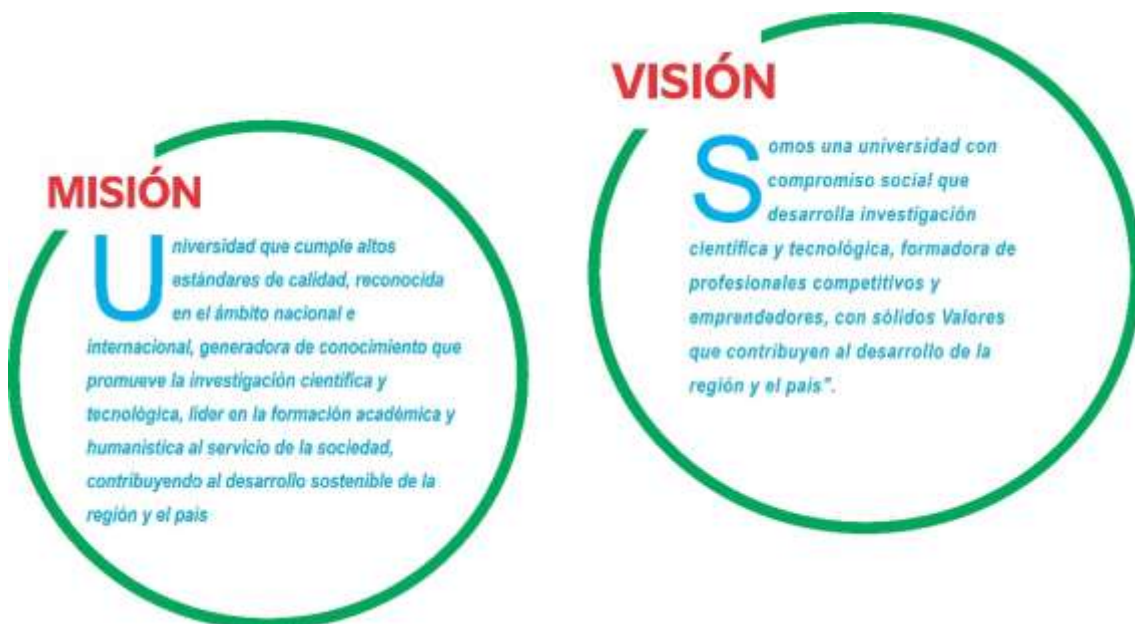 MISIÓN
Universidad que cumple altos
estándares de calidad, reconocida
en el ámbito nacional e
internacional, generadora de conocimiento que
promueve la investigación científica y
tecnológica, líder en la formación académica y
humanistica al servicio de la sociedad,
contribuyendo al desarrollo sostenible de la
región y el país
VISIÓN
Somos una universidad con
compromiso social que
desarrolla investigación
científica y tecnológica, formadora de
profesionales competitivos y
emprendedores, con sólidos Valores
que contribuyen al desarrollo de la
región y el país".